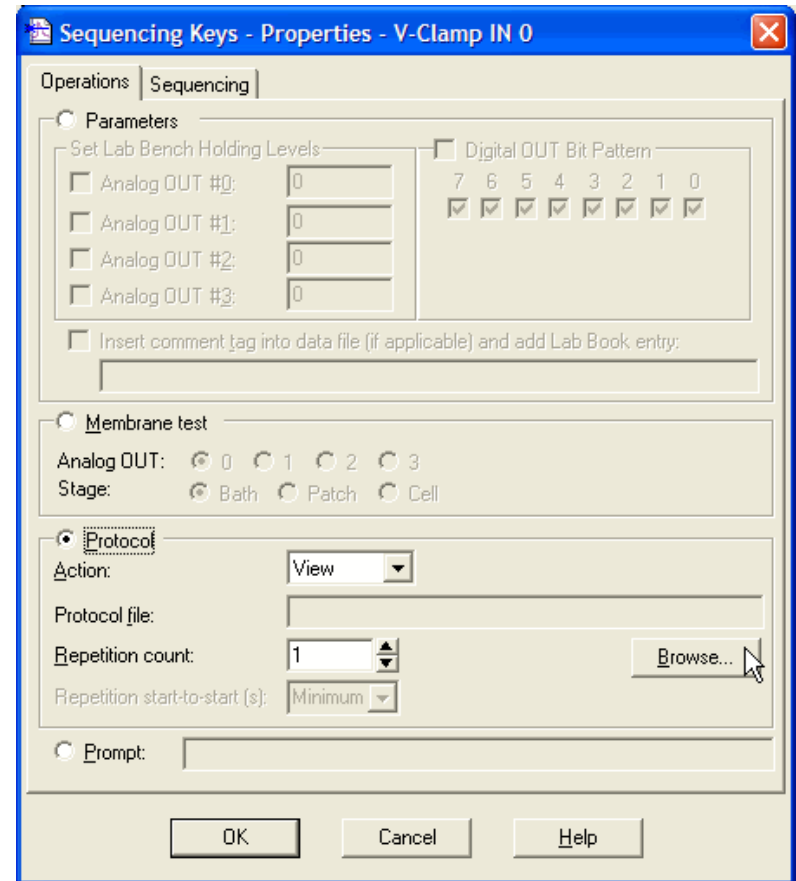 Sequencing Keys - Properties - V-Clamp IN 0
Operations Sequencing
Parameters
Set Lab Bench Holding Levels Digital OUT Bit Pattern
Analog OUT #0: 0 7 6 5 4 3 2 1 0
Analog OUT #1: 0
Analog OUT #2: 0
Analog OUT #3: 0
Insert comment tag into data file (if applicable) and add Lab Book entry:
Membrane test
Analog OUT: 0 1 2 3
Stage: Bath Patch Cell
Protocol
Action: View
Protocol file:
Repetition count: 1 Browse...
Repetition start-to-start (s): Minimum
Prompt:
OK Cancel Help